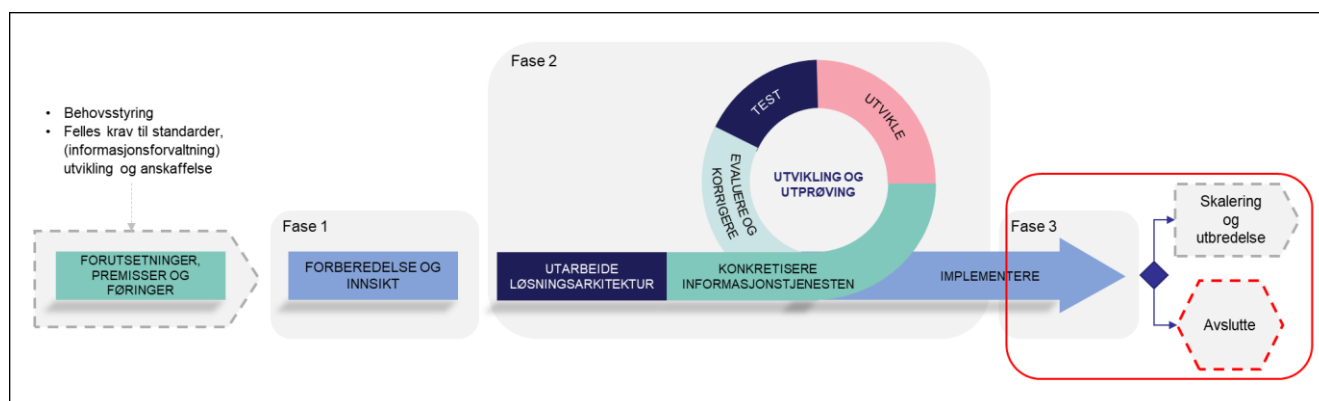 • Behovsstyring
• Felles krav til standarder,
(informasjonsforvaltning)
utvikling og anskaffelse
FORUTSETNINGER,
PREMISSER OG
FØRINGER
Fase 1
FORBEREDELSE OG
INNSIKT
Fase 2
UTARBEIDE
LØSNINGSARKITEKTUR
KONKRETISERE
INFORMASJONSTJENESTEN
EVALUERE OG
KORRIGERE
TEST
UTVIKLE
UTVIKLING OG
UTPRØVING
Fase 3
IMPLEMENTERE
Skalering
og
utbredelse
Avslutte